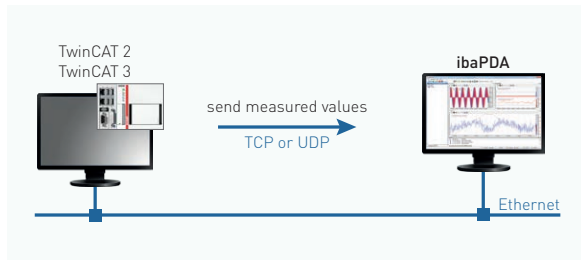 TwinCAT 2
TwinCAT 3
ibaPDA
send measured values
TCP or UDP
Ethernet